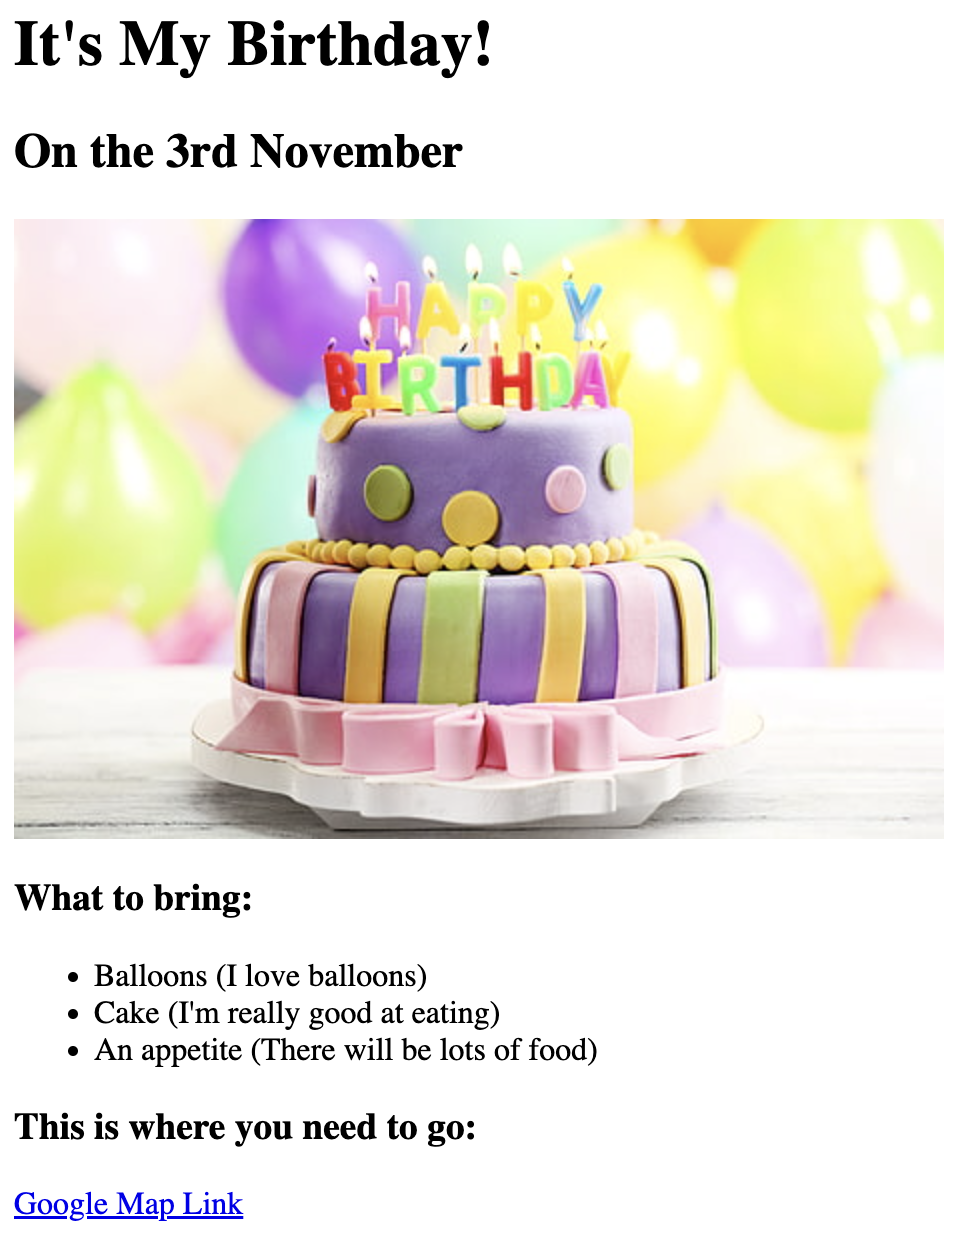 It's My Birthday!
On the 3rd November
HAPPY
BIRTHDAY
What to bring:
Balloons (I love balloons)
Cake (I'm really good at eating)
An appetite (There will be lots of food)
This is where you need to go:
Google Map Link